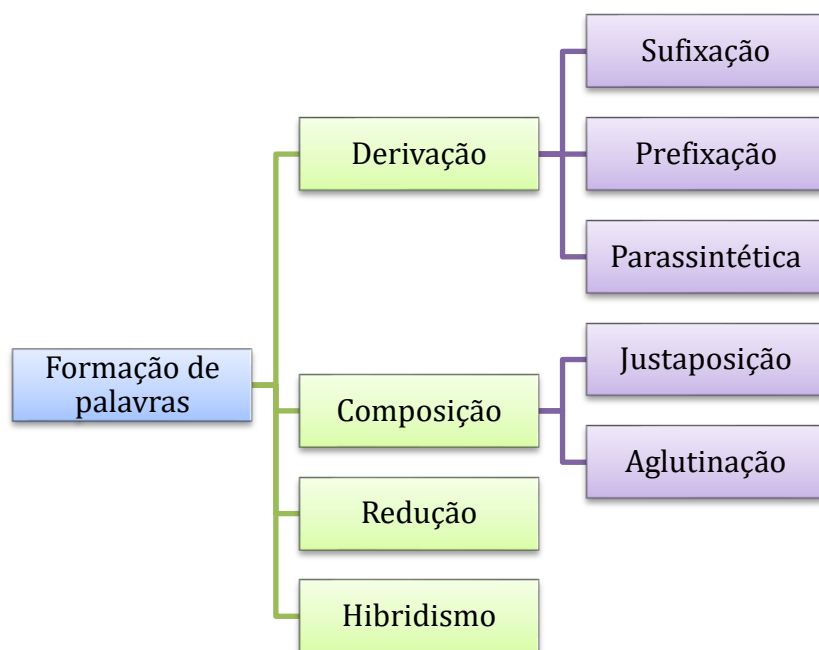 Formação de
palavras
Derivação
Sufixação
Prefixação
Parassintética
Composição
Justaposição
Aglutinação
Redução
Hibridismo